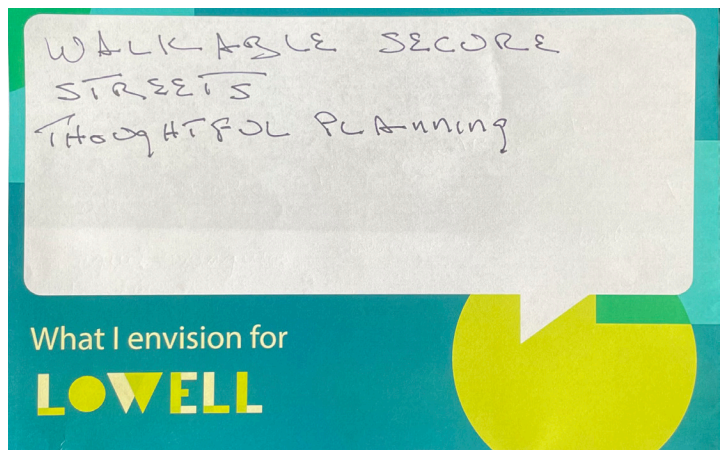 WALKABLE SECURE
STREETS
THOUGHTFUL PLAnning
What I envision for
LOWELL